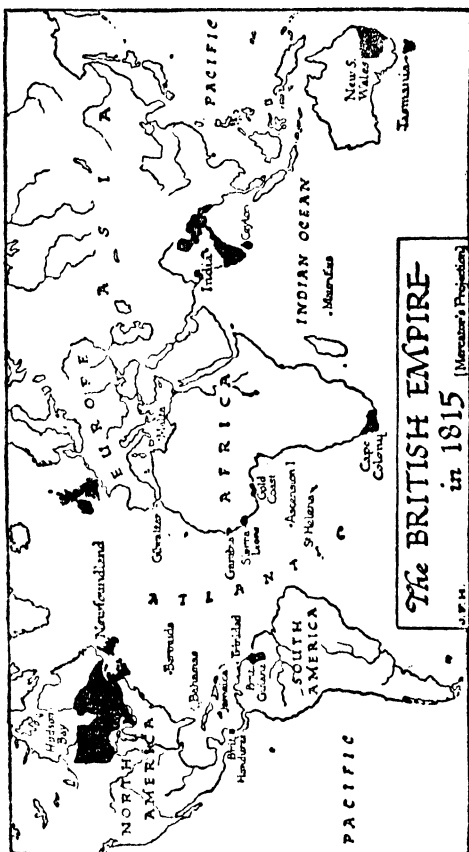 PACIFIC
ASIA
New S.
Wales
Tasmania
India
Ceylon
INDIAN OCEAN
Mauritius
EUROPE
Malta
AFRICA
Gibraltar
Gambia
Sierra
Leone
Gold
Coast
Ascension I
St Helena
Cape
Colony
Newfoundland
Hudson
Bay
NORTH
AMERICA
Bermuda
Bahamas
Jamaica
Trinidad
Brit
Honduras
Brit
Guiana
SOUTH
AMERICA
PACIFIC
The BRITISH EMPIRE-
in 1815
[Mercator's Projection]
J.F.H.